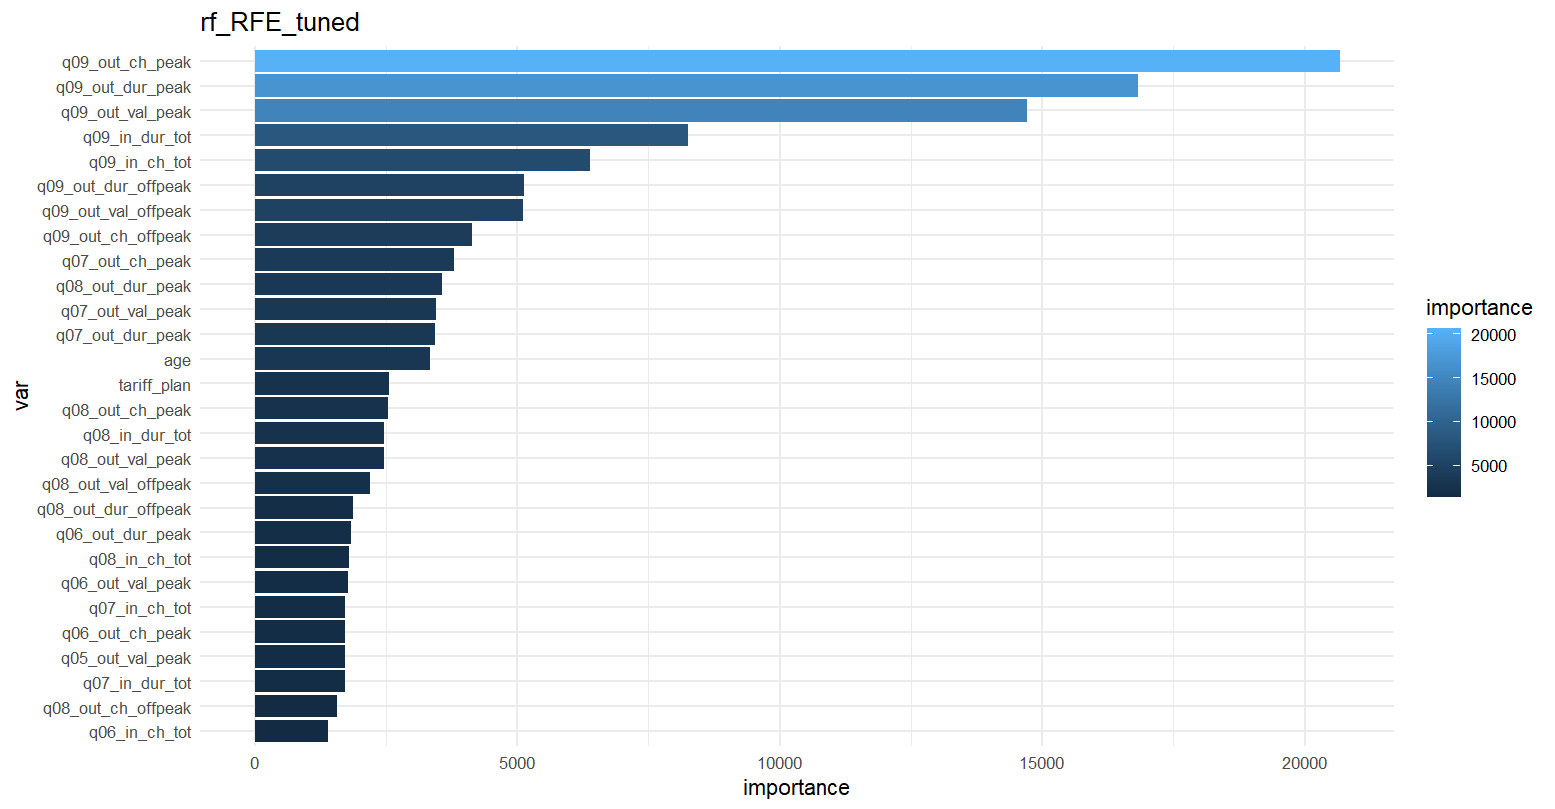 rf_RFE_tuned
q09_out_ch_peak
q09_out_dur_peak
q09_out_val_peak
q09_in_dur_tot
q09_in_ch_tot
q09_out_dur_offpeak
q09_out_val_offpeak
q09_out_ch_offpeak
q07_out_ch_peak
q08_out_dur_peak
q07_out_val_peak
q07_out_dur_peak
age
tariff_plan
q08_out_ch_peak
q08_in_dur_tot
q08_out_val_peak
q08_out_val_offpeak
q08_out_dur_offpeak
q06_out_dur_peak
q08_in_ch_tot
q06_out_val_peak
q07_in_ch_tot
q06_out_ch_peak
q05_out_val_peak
q07_in_dur_tot
q08_out_ch_offpeak
q06_in_ch_tot
var
0 5000 10000 15000 20000
importance
importance
20000
15000
10000
5000